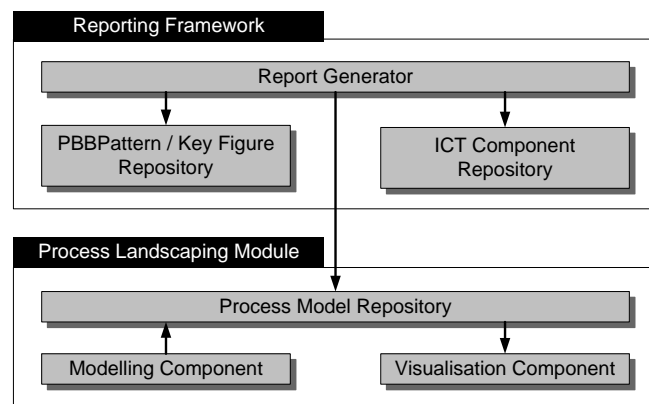 Reporting Framework
Report Generator
PBBPattern / Key Figure
Repository
ICT Component
Repository
Process Landscaping Module
Process Model Repository
Modelling Component
Visualisation Component